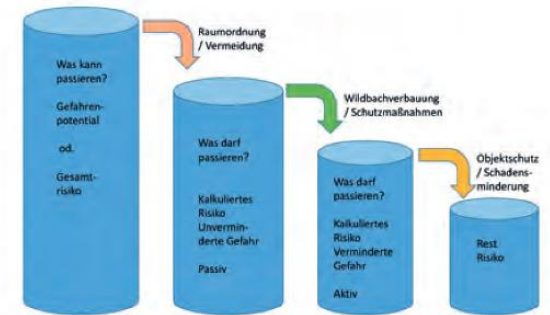 Was kann
passieren?
Gefahren-
potential
od.
Gesamt-
risiko
Raumordnung
/ Vermeidung
Was darf
passieren?
Kalkuliertes
Risiko
Unvermin-
derte Gefahr
Passiv
Wildbachverbauung
/ Schutzmaßnahmen
Was darf
passieren?
Kalkuliertes
Risiko
Verminderte
Gefahr
Aktiv
Objektschutz
/ Schadens-
minderung
Rest
Risiko